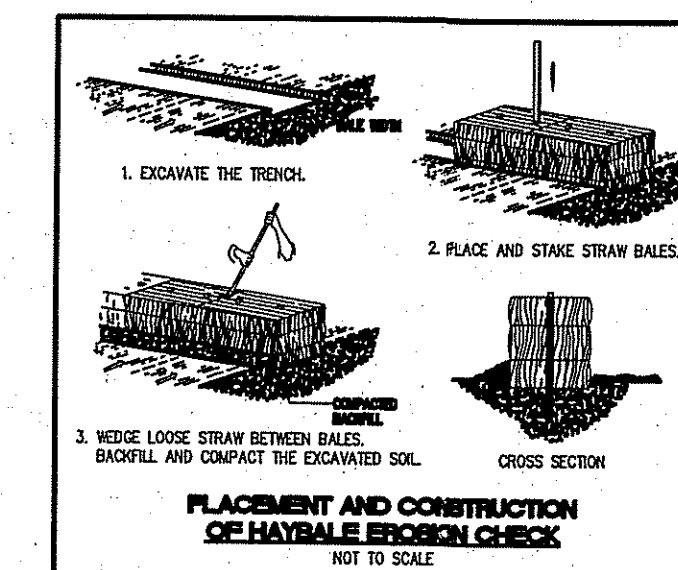 BALE WIDTH
1. EXCAVATE THE TRENCH.
2. PLACE AND STAKE STRAW BALES.
COMPACTED
BACKFILL
3. WEDGE LOOSE STRAW BETWEEN BALES.
BACKFILL AND COMPACT THE EXCAVATED SOIL
CROSS SECTION
PLACEMENT AND CONSTRUCTION
OF HAYBALE EROSION CHECK
NOT TO SCALE